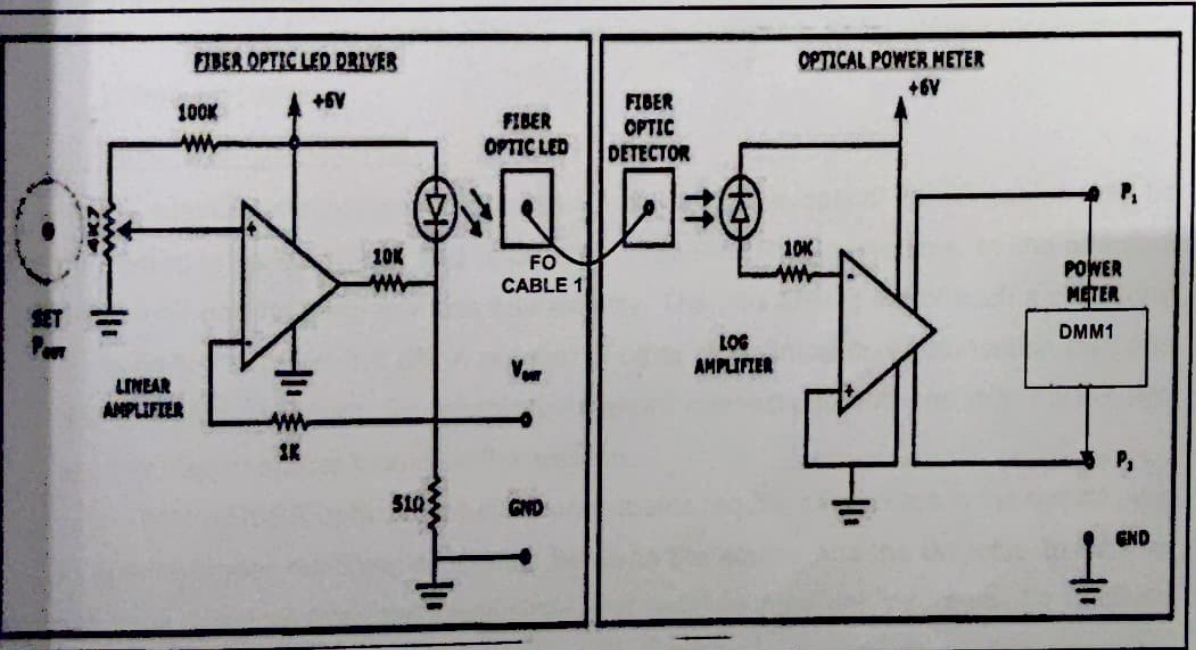 FIBER OPTIC LED DRIVER
+6V
100K
4K7
SET
POUT
+
-
10K
LINEAR
AMPLIFIER
1K
51Ω
VOUT
GND
FIBER
OPTIC LED
FO
CABLE 1
OPTICAL POWER METER
+6V
FIBER
OPTIC
DETECTOR
10K
-
+
LOG
AMPLIFIER
P1
POWER
METER
DMM1
GND